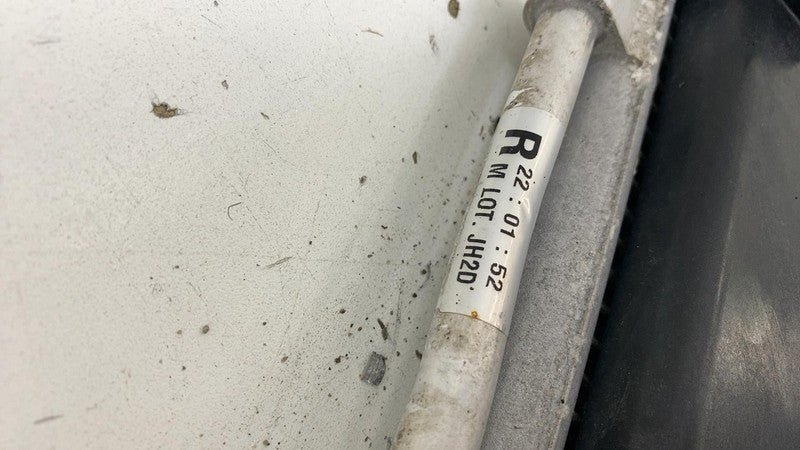 R 22 : 01 : 52
M LOT. JH2D